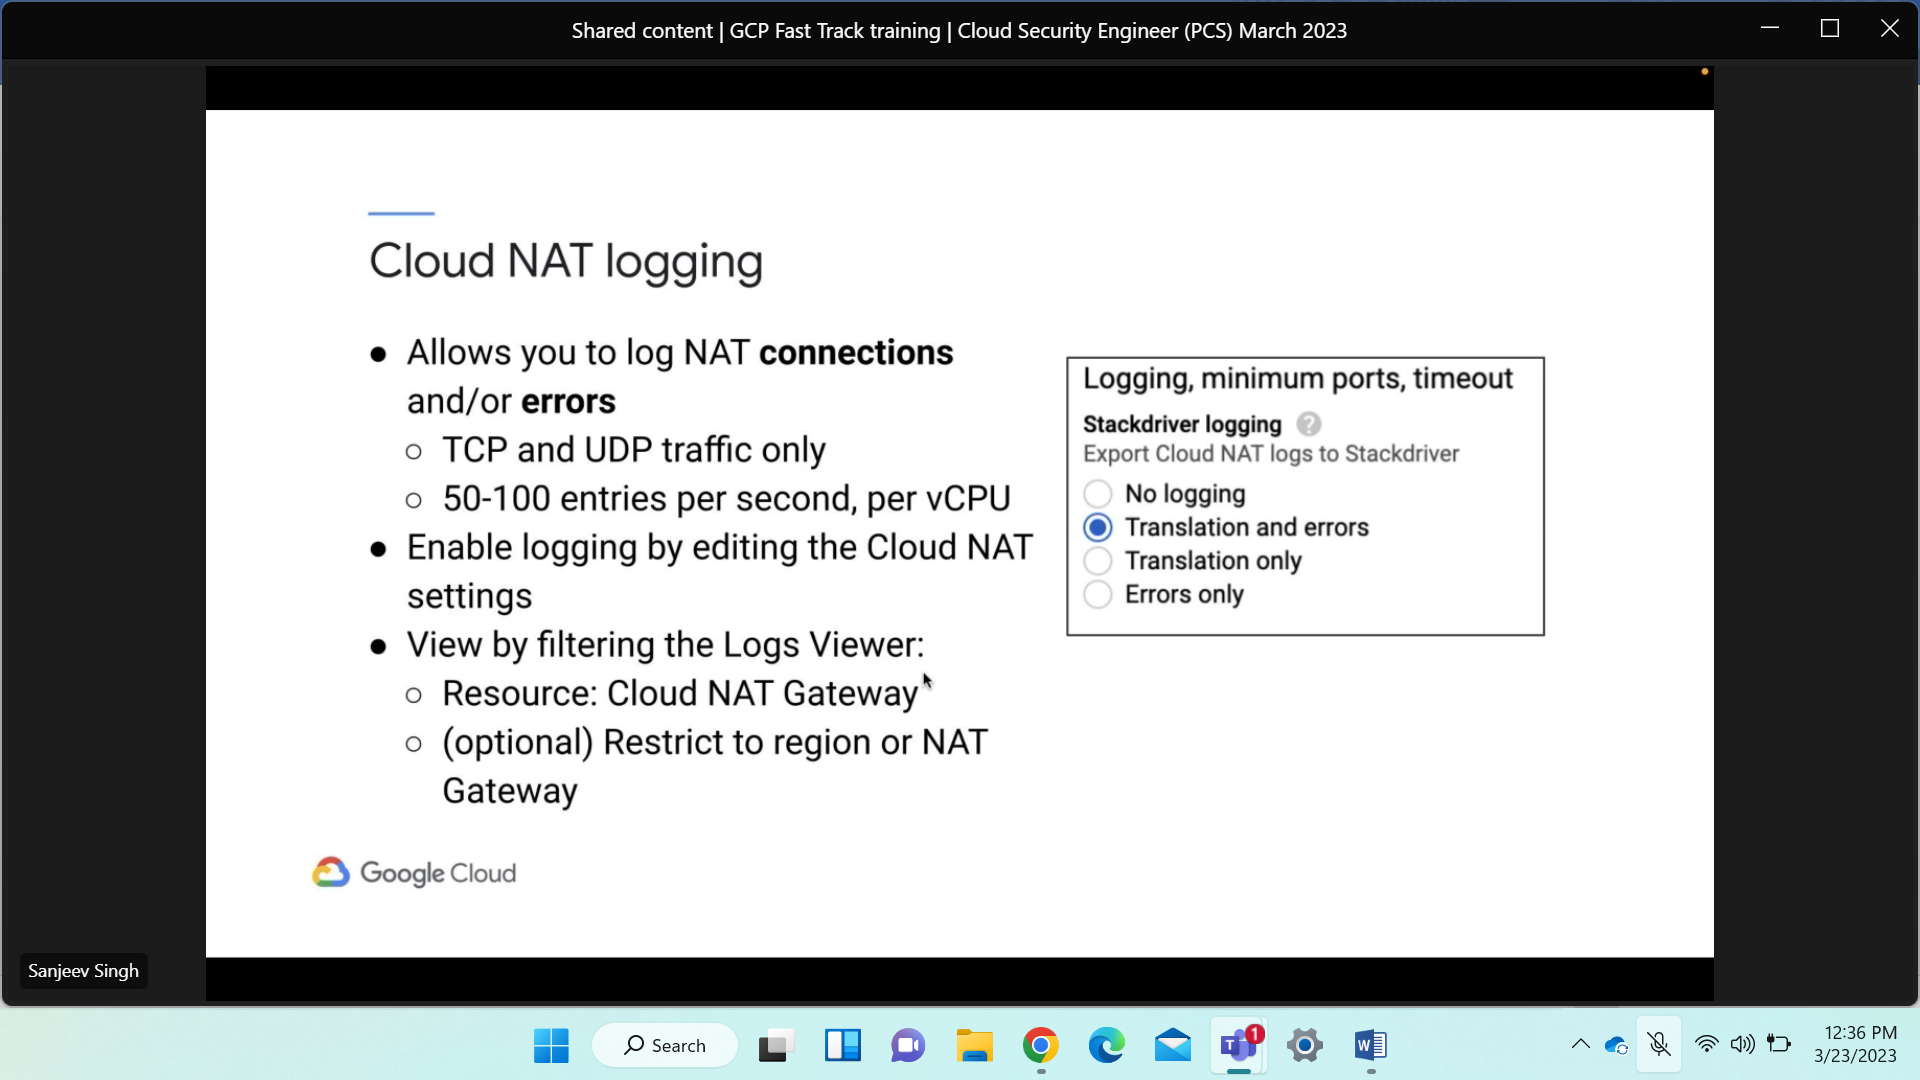 Shared content | GCP Fast Track training | Cloud Security Engineer (PCS) March 2023
Cloud NAT logging
● Allows you to log NAT connections
and/or errors
○ TCP and UDP traffic only
○ 50-100 entries per second, per vCPU
● Enable logging by editing the Cloud NAT
settings
● View by filtering the Logs Viewer:
○ Resource: Cloud NAT Gateway
○ (optional) Restrict to region or NAT
Gateway
Logging, minimum ports, timeout
Stackdriver logging ?
Export Cloud NAT logs to Stackdriver
No logging
Translation and errors
Translation only
Errors only
Google Cloud
Sanjeev Singh
Search
T
1
W
12:36 PM
3/23/2023